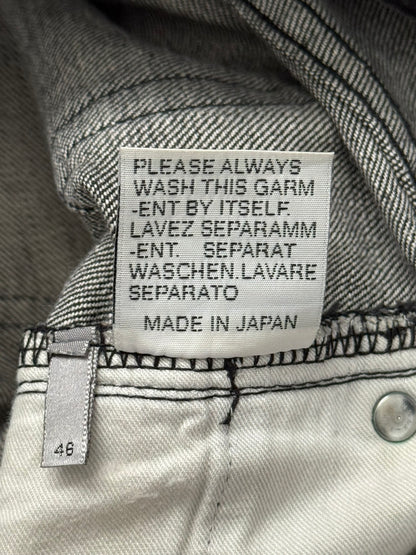 PLEASE ALWAYS
WASH THIS GARM
-ENT BY ITSELF.
LAVEZ SEPARAMM
-ENT. SEPARAT
WASCHEN.LAVARE
SEPARATO
MADE IN JAPAN
46